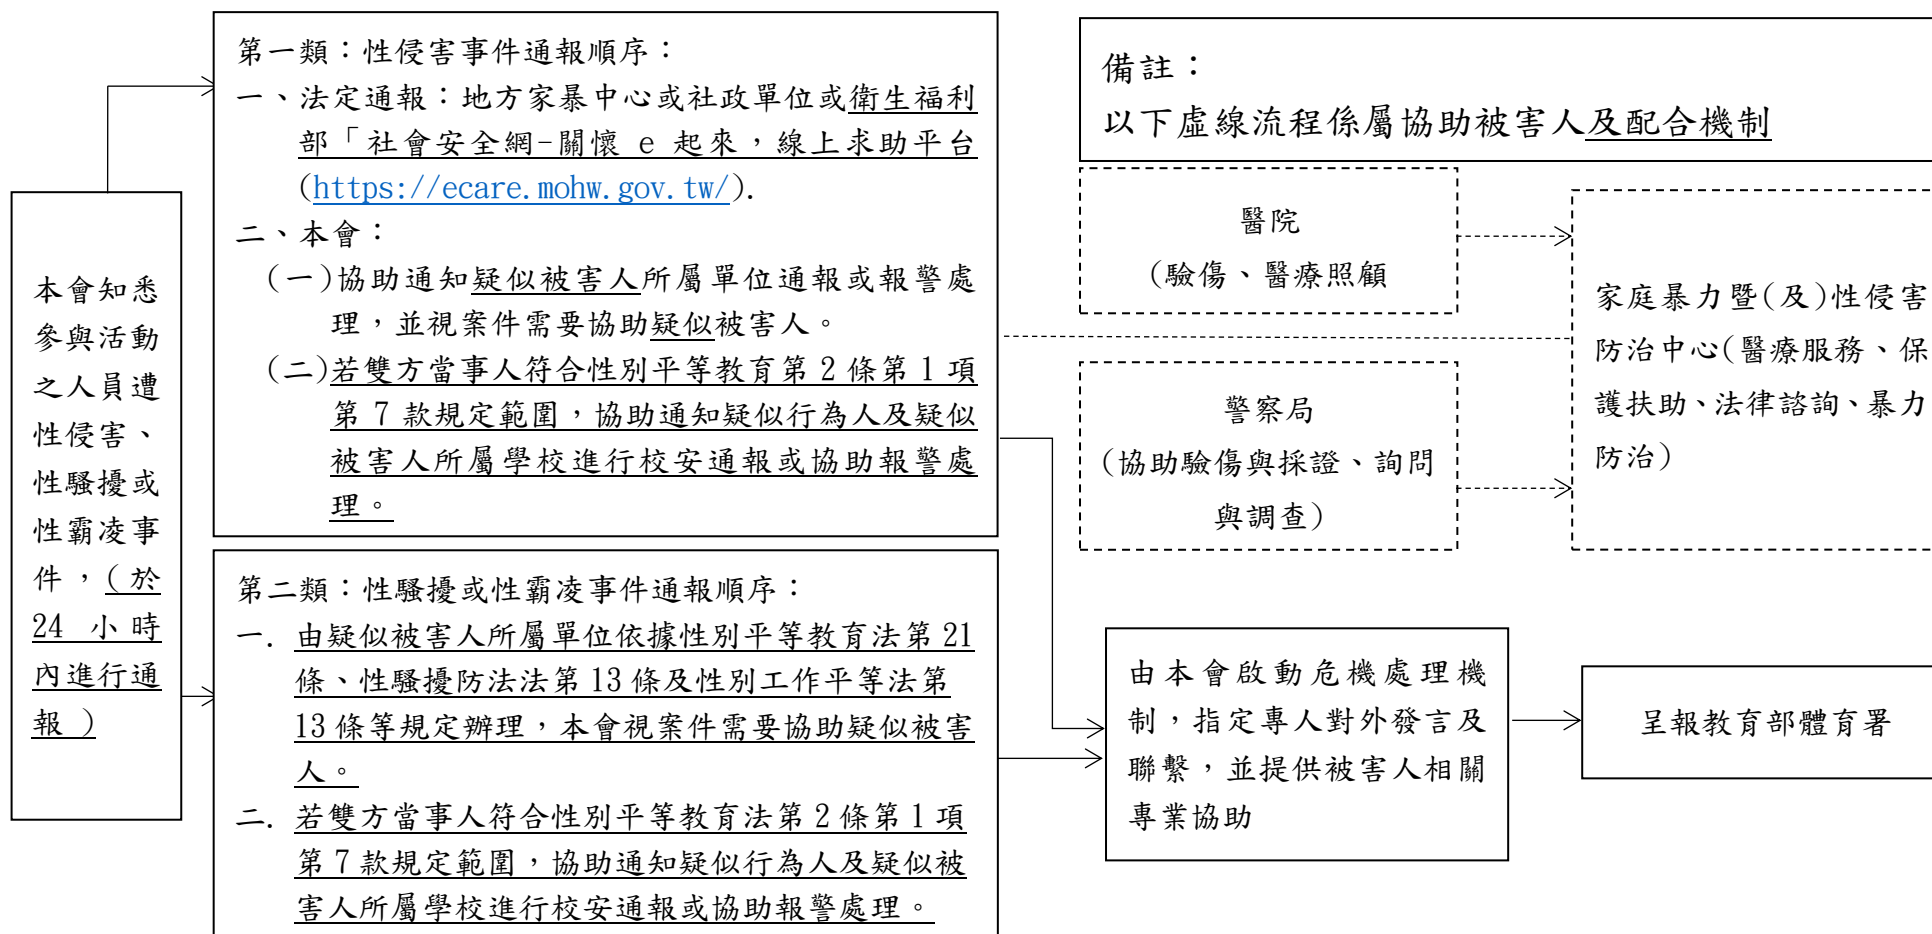 本會知悉
參與活動
之人員遭
性侵害、
性騷擾或
性霸凌事
件，(於
24 小時
內進行通
報)
第一類：性侵害事件通報順序：
一、法定通報：地方家暴中心或社政單位或衛生福利
部「社會安全網-關懷 e 起來，線上求助平台
(https://ecare.mohw.gov.tw/).
二、本會：
(一)協助通知疑似被害人所屬單位通報或報警處
理，並視案件需要協助疑似被害人。
(二)若雙方當事人符合性別平等教育第 2 條第 1 項
第 7 款規定範圍，協助通知疑似行為人及疑似
被害人所屬學校進行校安通報或協助報警處
理。
第二類：性騷擾或性霸凌事件通報順序：
一. 由疑似被害人所屬單位依據性別平等教育法第 21
條、性騷擾防法法第 13 條及性別工作平等法第
13 條等規定辦理，本會視案件需要協助疑似被害
人。
二. 若雙方當事人符合性別平等教育法第 2 條第 1 項
第 7 款規定範圍，協助通知疑似行為人及疑似被
害人所屬學校進行校安通報或協助報警處理。
備註：
以下虛線流程係屬協助被害人及配合機制
醫院
(驗傷、醫療照顧
警察局
(協助驗傷與採證、詢問
與調查)
家庭暴力暨(及)性侵害
防治中心(醫療服務、保
護扶助、法律諮詢、暴力
防治)
由本會啟動危機處理機
制，指定專人對外發言及
聯繫，並提供被害人相關
專業協助
呈報教育部體育署